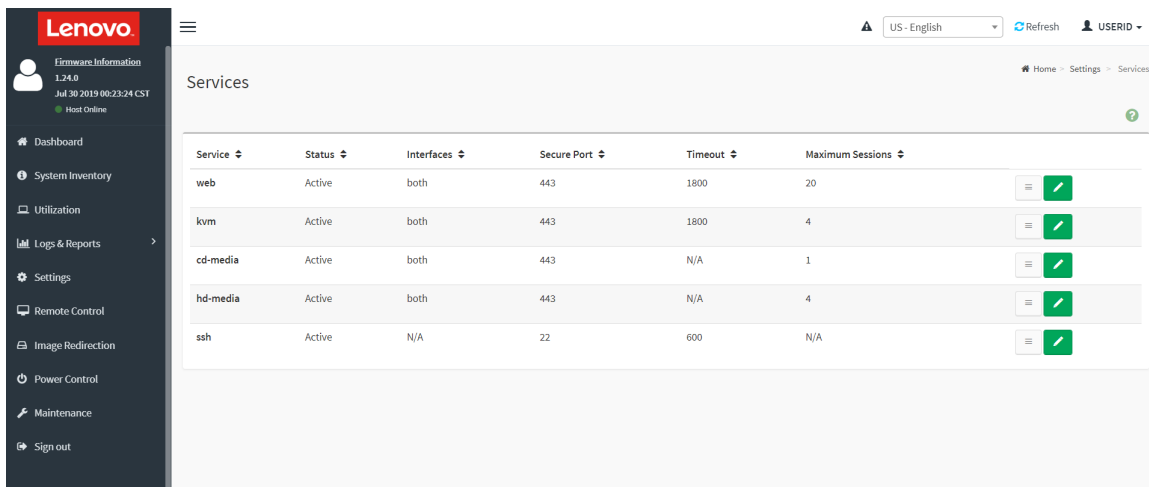 Lenovo
US - English
Refresh
USERID
Firmware Information
1.24.0
Jul 30 2019 00:23:24 CST
Host Online
Services
Home > Settings > Services
Dashboard
System Inventory
Utilization
Logs & Reports
Settings
Remote Control
Image Redirection
Power Control
Maintenance
Sign out
Service Status Interfaces Secure Port Timeout Maximum Sessions
web Active both 443 1800 20
kvm Active both 443 1800 4
cd-media Active both 443 N/A 1
hd-media Active both 443 N/A 4
ssh Active N/A 22 600 N/A